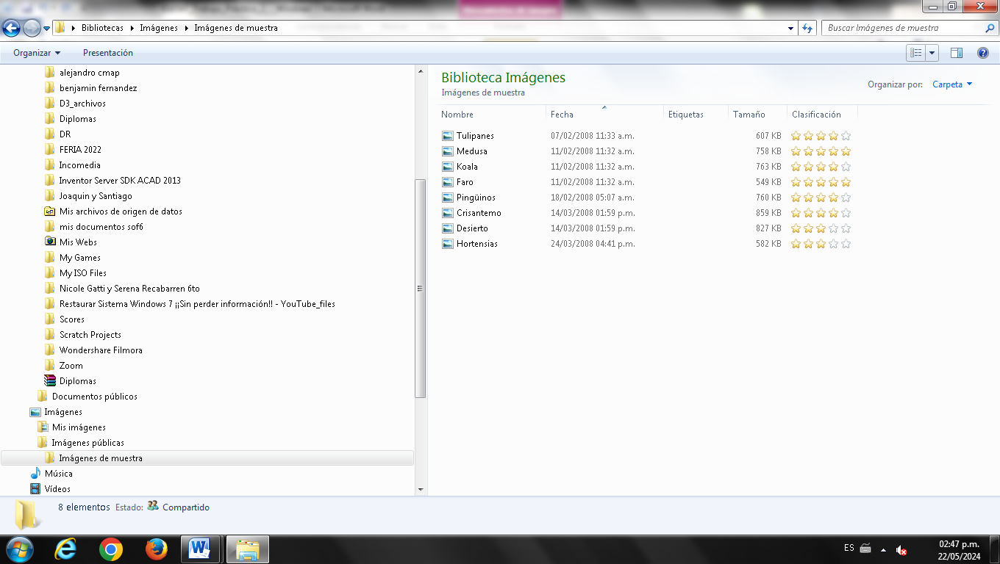 Bibliotecas Imágenes Imágenes de muestra
Buscar Imágenes de muestra
Organizar Presentación
alejandro cmap
benjamin fernandez
D3_archivos
Diplomas
DR
FERIA 2022
Incomedia
Inventor Server SDK ACAD 2013
Joaquin y Santiago
Mis archivos de origen de datos
mis documentos sof6
Mis Webs
My Games
My ISO Files
Nicole Gatti y Serena Recabarren 6to
Restaurar Sistema Windows 7 ¡¡Sin perder información!! - YouTube_files
Scores
Scratch Projects
Wondershare Filmora
Zoom
Diplomas
Documentos públicos
Imágenes
Mis imágenes
Imágenes públicas
Imágenes de muestra
Música
Vídeos
Biblioteca Imágenes
Imágenes de muestra
Organizar por: Carpeta
Nombre Fecha Etiquetas Tamaño Clasificación
Tulipanes 07/02/2008 11:33 a.m. 607 KB
Medusa 11/02/2008 11:32 a.m. 758 KB
Koala 11/02/2008 11:32 a.m. 763 KB
Faro 11/02/2008 11:32 a.m. 549 KB
Pingüinos 18/02/2008 05:07 a.m. 760 KB
Crisantemo 14/03/2008 01:59 p.m. 859 KB
Desierto 14/03/2008 01:59 p.m. 827 KB
Hortensias 24/03/2008 04:41 p.m. 582 KB
8 elementos Estado: Compartido
ES
02:47 p.m.
22/05/2024